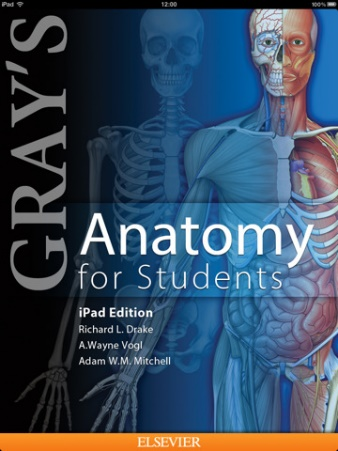 iPad 12:00 100%
GRAY'S
Anatomy
for Students
iPad Edition
Richard L. Drake
A.Wayne Vogl
Adam W.M. Mitchell
ELSEVIER